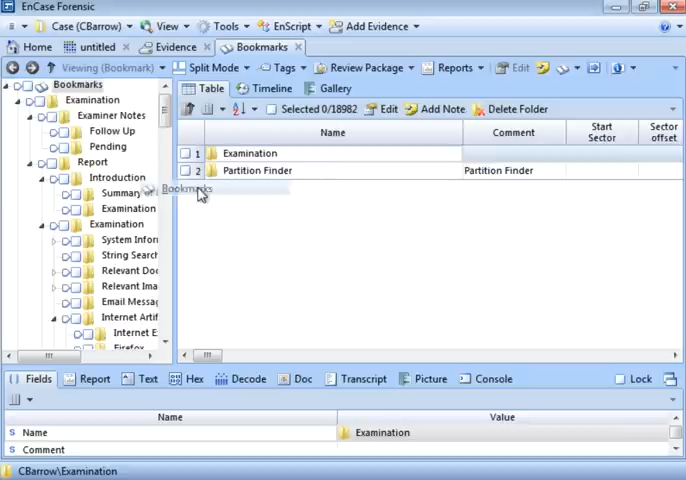 EnCase Forensic
Case (CBarrow) View Tools EnScript Add Evidence
Home untitled Evidence Bookmarks
Viewing (Bookmark) Split Mode Tags Review Package Reports Edit
Bookmarks
Examination
Examiner Notes
Follow Up
Pending
Report
Introduction
Summary
Examination
Examination
System Infor
String Search
Relevant Doc
Relevant Ima
Email Messag
Internet Artif
Internet E
Firefox
Table Timeline Gallery
Selected 0/18982 Edit Add Note Delete Folder
Name Comment Start Sector Sector offset
1 Examination
2 Partition Finder Partition Finder
Bookmarks
Fields Report Text Hex Decode Doc Transcript Picture Console Lock
Name Value
S Name Examination
S Comment
CBarrow\Examination